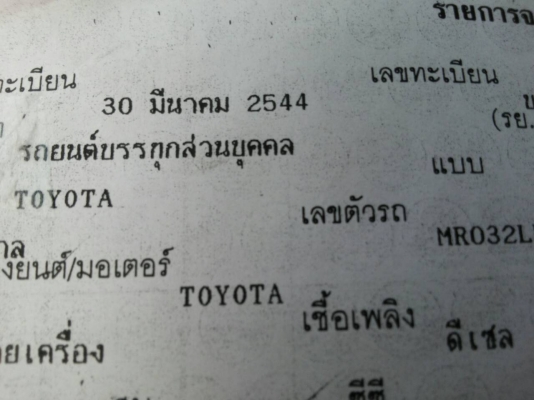 รายการจ
ทะเบียน เลขทะเบียน
30 มีนาคม 2544
(รย.
รถยนต์บรรทุกส่วนบุคคล แบบ
TOYOTA เลขตัวรถ
MR032L
งยนต์/มอเตอร์
TOYOTA เชื้อเพลิง ดีเซล
ยเครื่อง
ซีซี